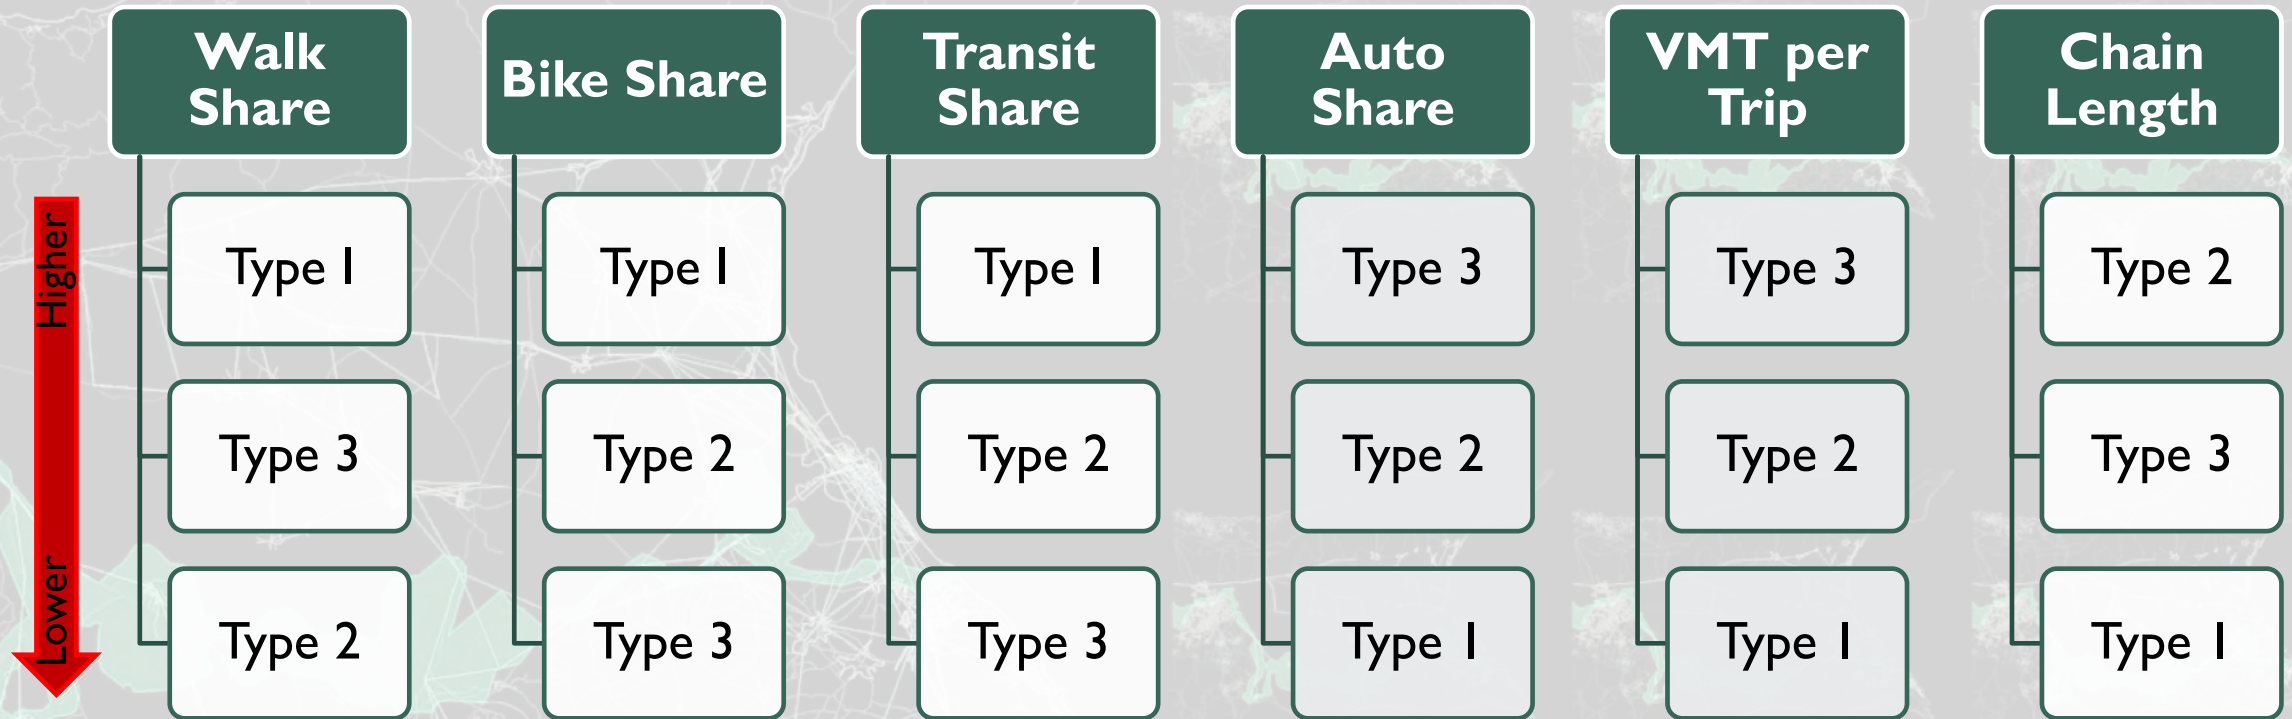 Walk
Share
Bike Share
Transit
Share
Auto
Share
VMT per
Trip
Chain
Length
Higher
Lower
Type 1
Type 3
Type 2
Type 1
Type 2
Type 3
Type 1
Type 2
Type 3
Type 3
Type 2
Type 1
Type 3
Type 2
Type 1
Type 2
Type 3
Type 1